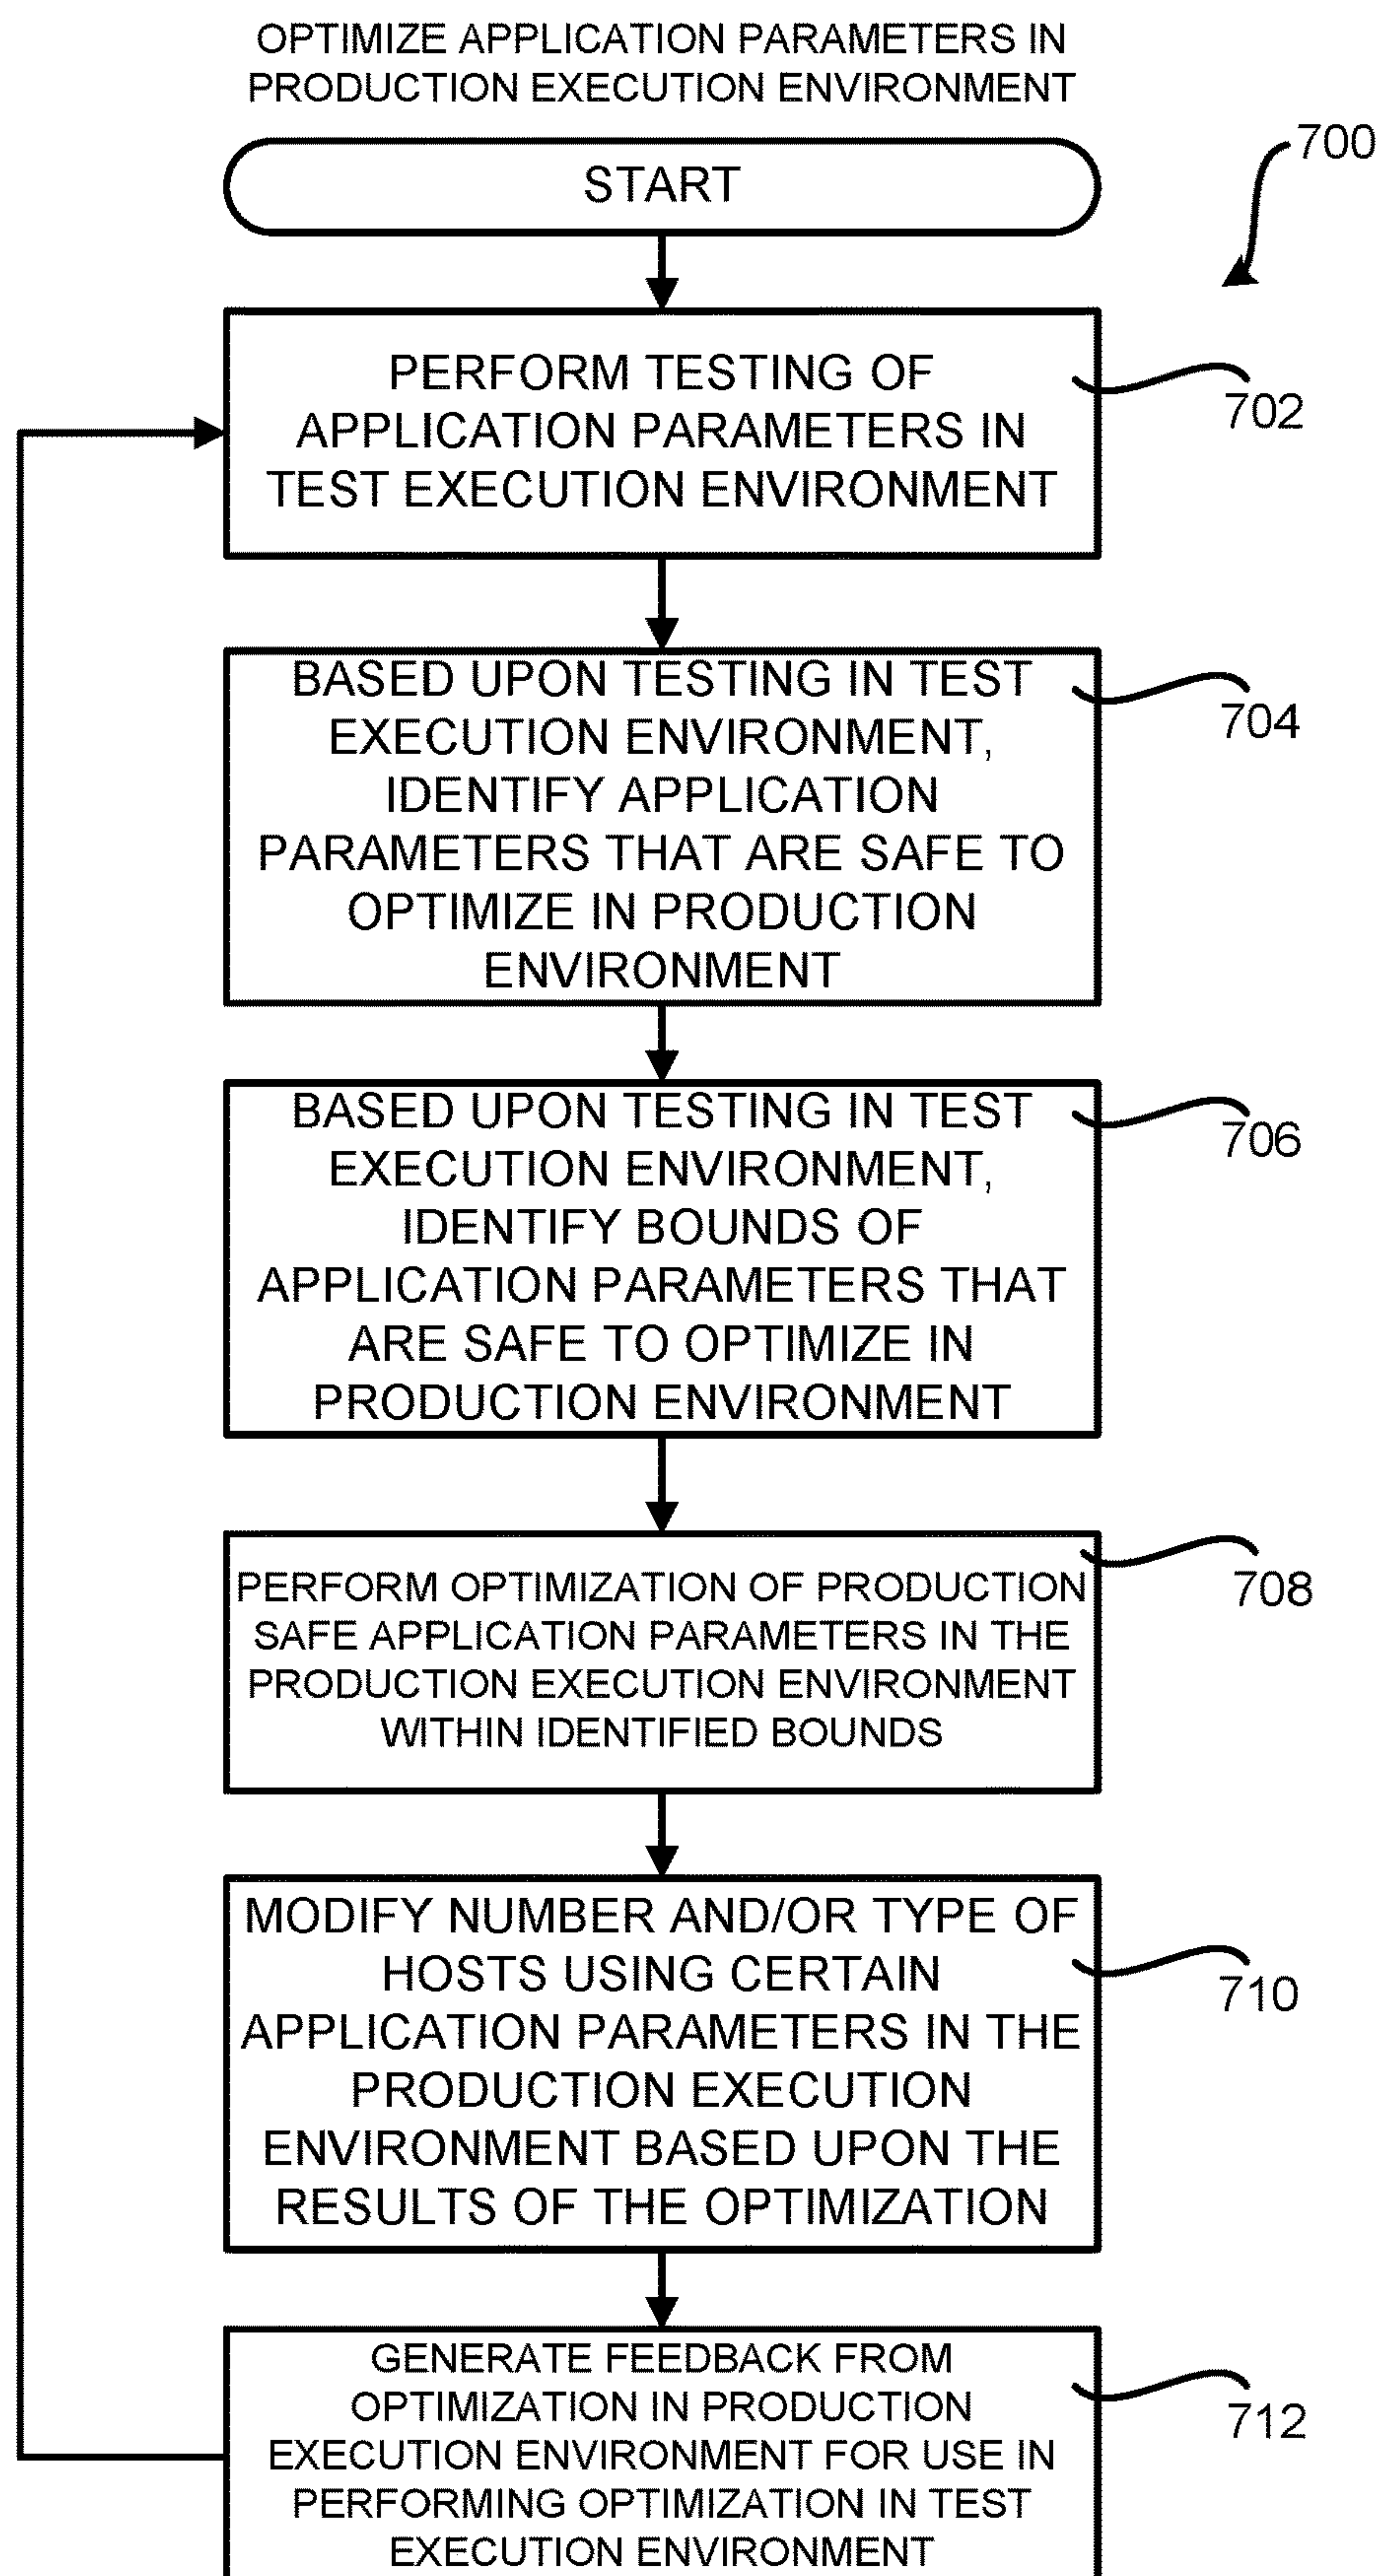 OPTIMIZE APPLICATION PARAMETERS IN
PRODUCTION EXECUTION ENVIRONMENT
START
700
PERFORM TESTING OF
APPLICATION PARAMETERS IN
TEST EXECUTION ENVIRONMENT
702
BASED UPON TESTING IN TEST
EXECUTION ENVIRONMENT,
IDENTIFY APPLICATION
PARAMETERS THAT ARE SAFE TO
OPTIMIZE IN PRODUCTION
ENVIRONMENT
704
BASED UPON TESTING IN TEST
EXECUTION ENVIRONMENT,
IDENTIFY BOUNDS OF
APPLICATION PARAMETERS THAT
ARE SAFE TO OPTIMIZE IN
PRODUCTION ENVIRONMENT
706
PERFORM OPTIMIZATION OF PRODUCTION
SAFE APPLICATION PARAMETERS IN THE
PRODUCTION EXECUTION ENVIRONMENT
WITHIN IDENTIFIED BOUNDS
708
MODIFY NUMBER AND/OR TYPE OF
HOSTS USING CERTAIN
APPLICATION PARAMETERS IN THE
PRODUCTION EXECUTION
ENVIRONMENT BASED UPON THE
RESULTS OF THE OPTIMIZATION
710
GENERATE FEEDBACK FROM
OPTIMIZATION IN PRODUCTION
EXECUTION ENVIRONMENT FOR USE IN
PERFORMING OPTIMIZATION IN TEST
EXECUTION ENVIRONMENT
712